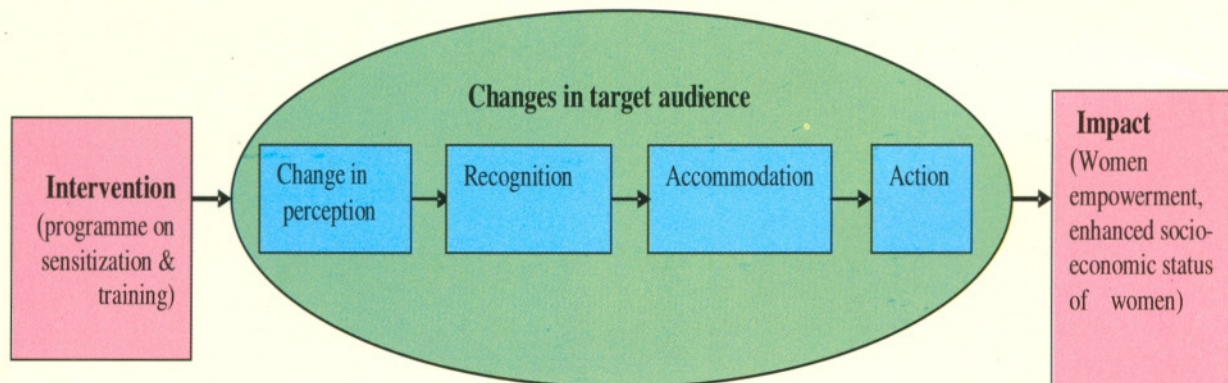 Changes in target audience
Intervention
(programme on
sensitization &
training)
Change in
perception
Recognition
Accommodation
Action
Impact
(Women
empowerment,
enhanced socio-
economic status
of women)